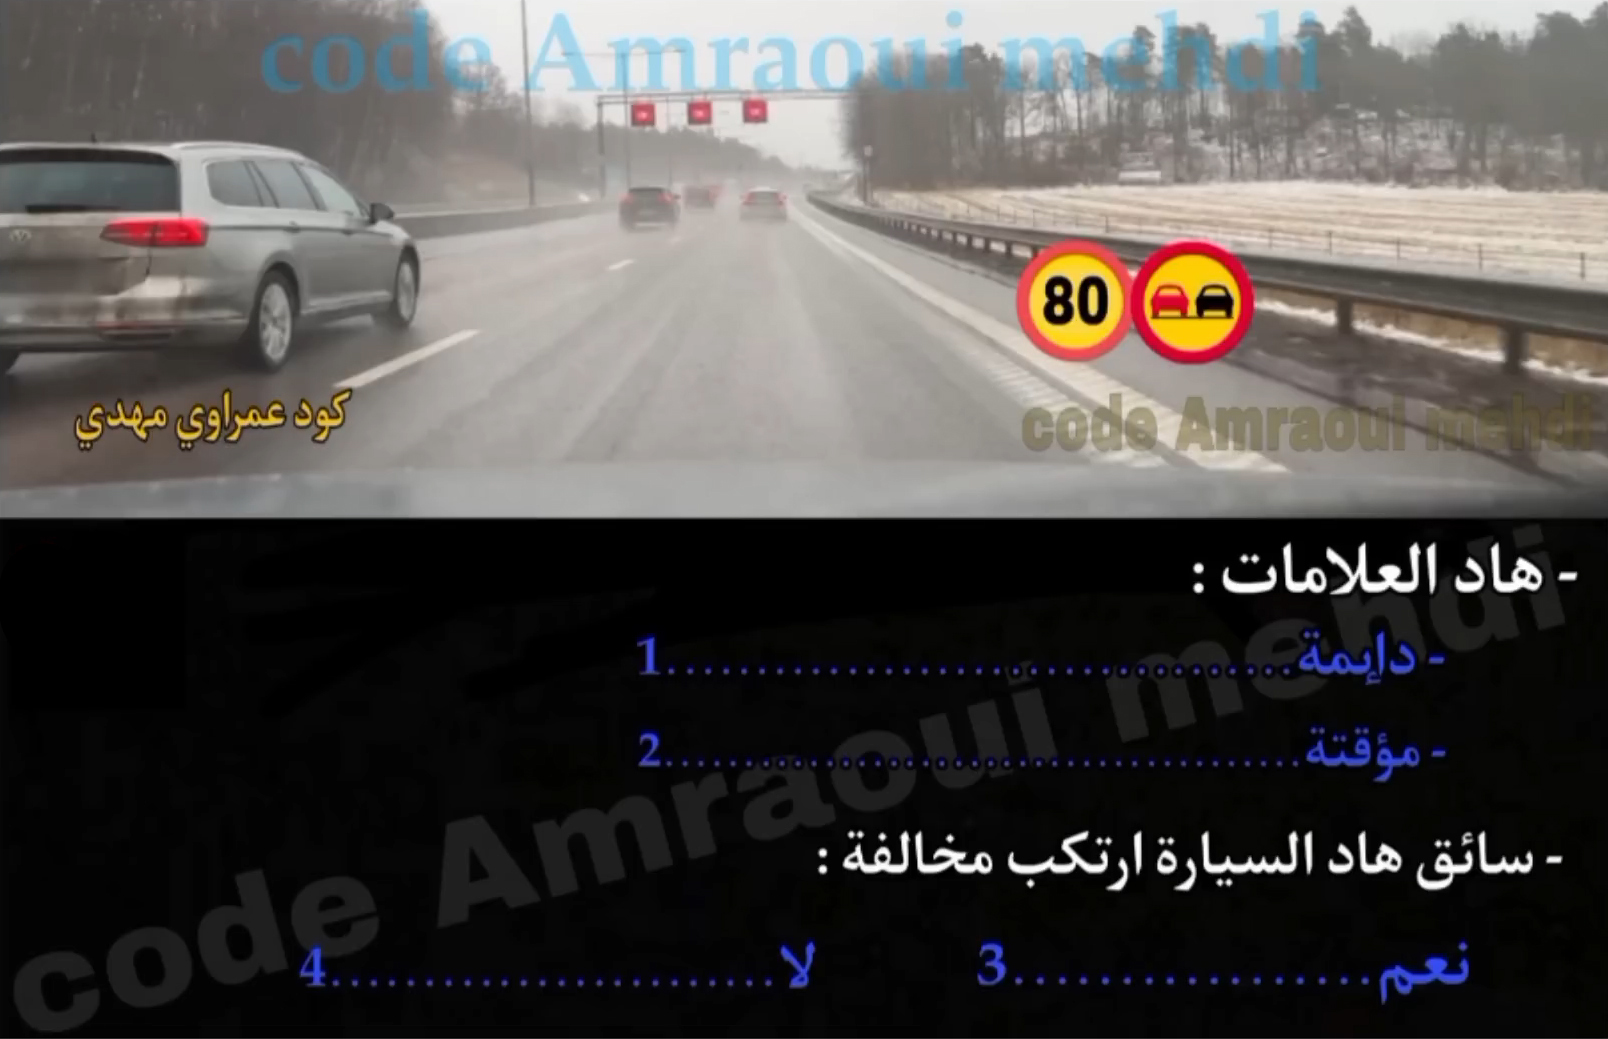 code Amraoui mehdi
80
كود عمراوي مهدي
code Amraoui mehdi
- هاد العلامات :
- دإيمة.....................................1
- مؤقتة.....................................2
code Amraoui mehdi
- سائق هاد السيارة ارتكب مخالفة :
نعم.....................3 لا..........................4